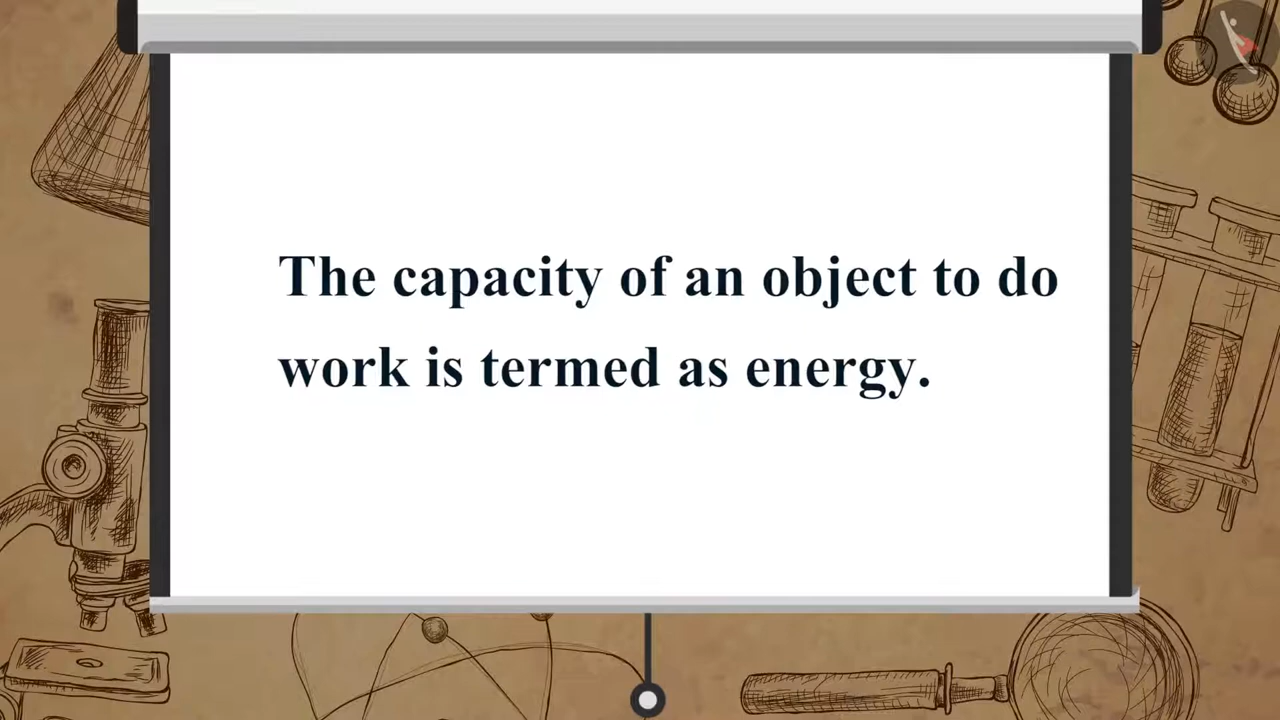 The capacity of an object to do
work is termed as energy.